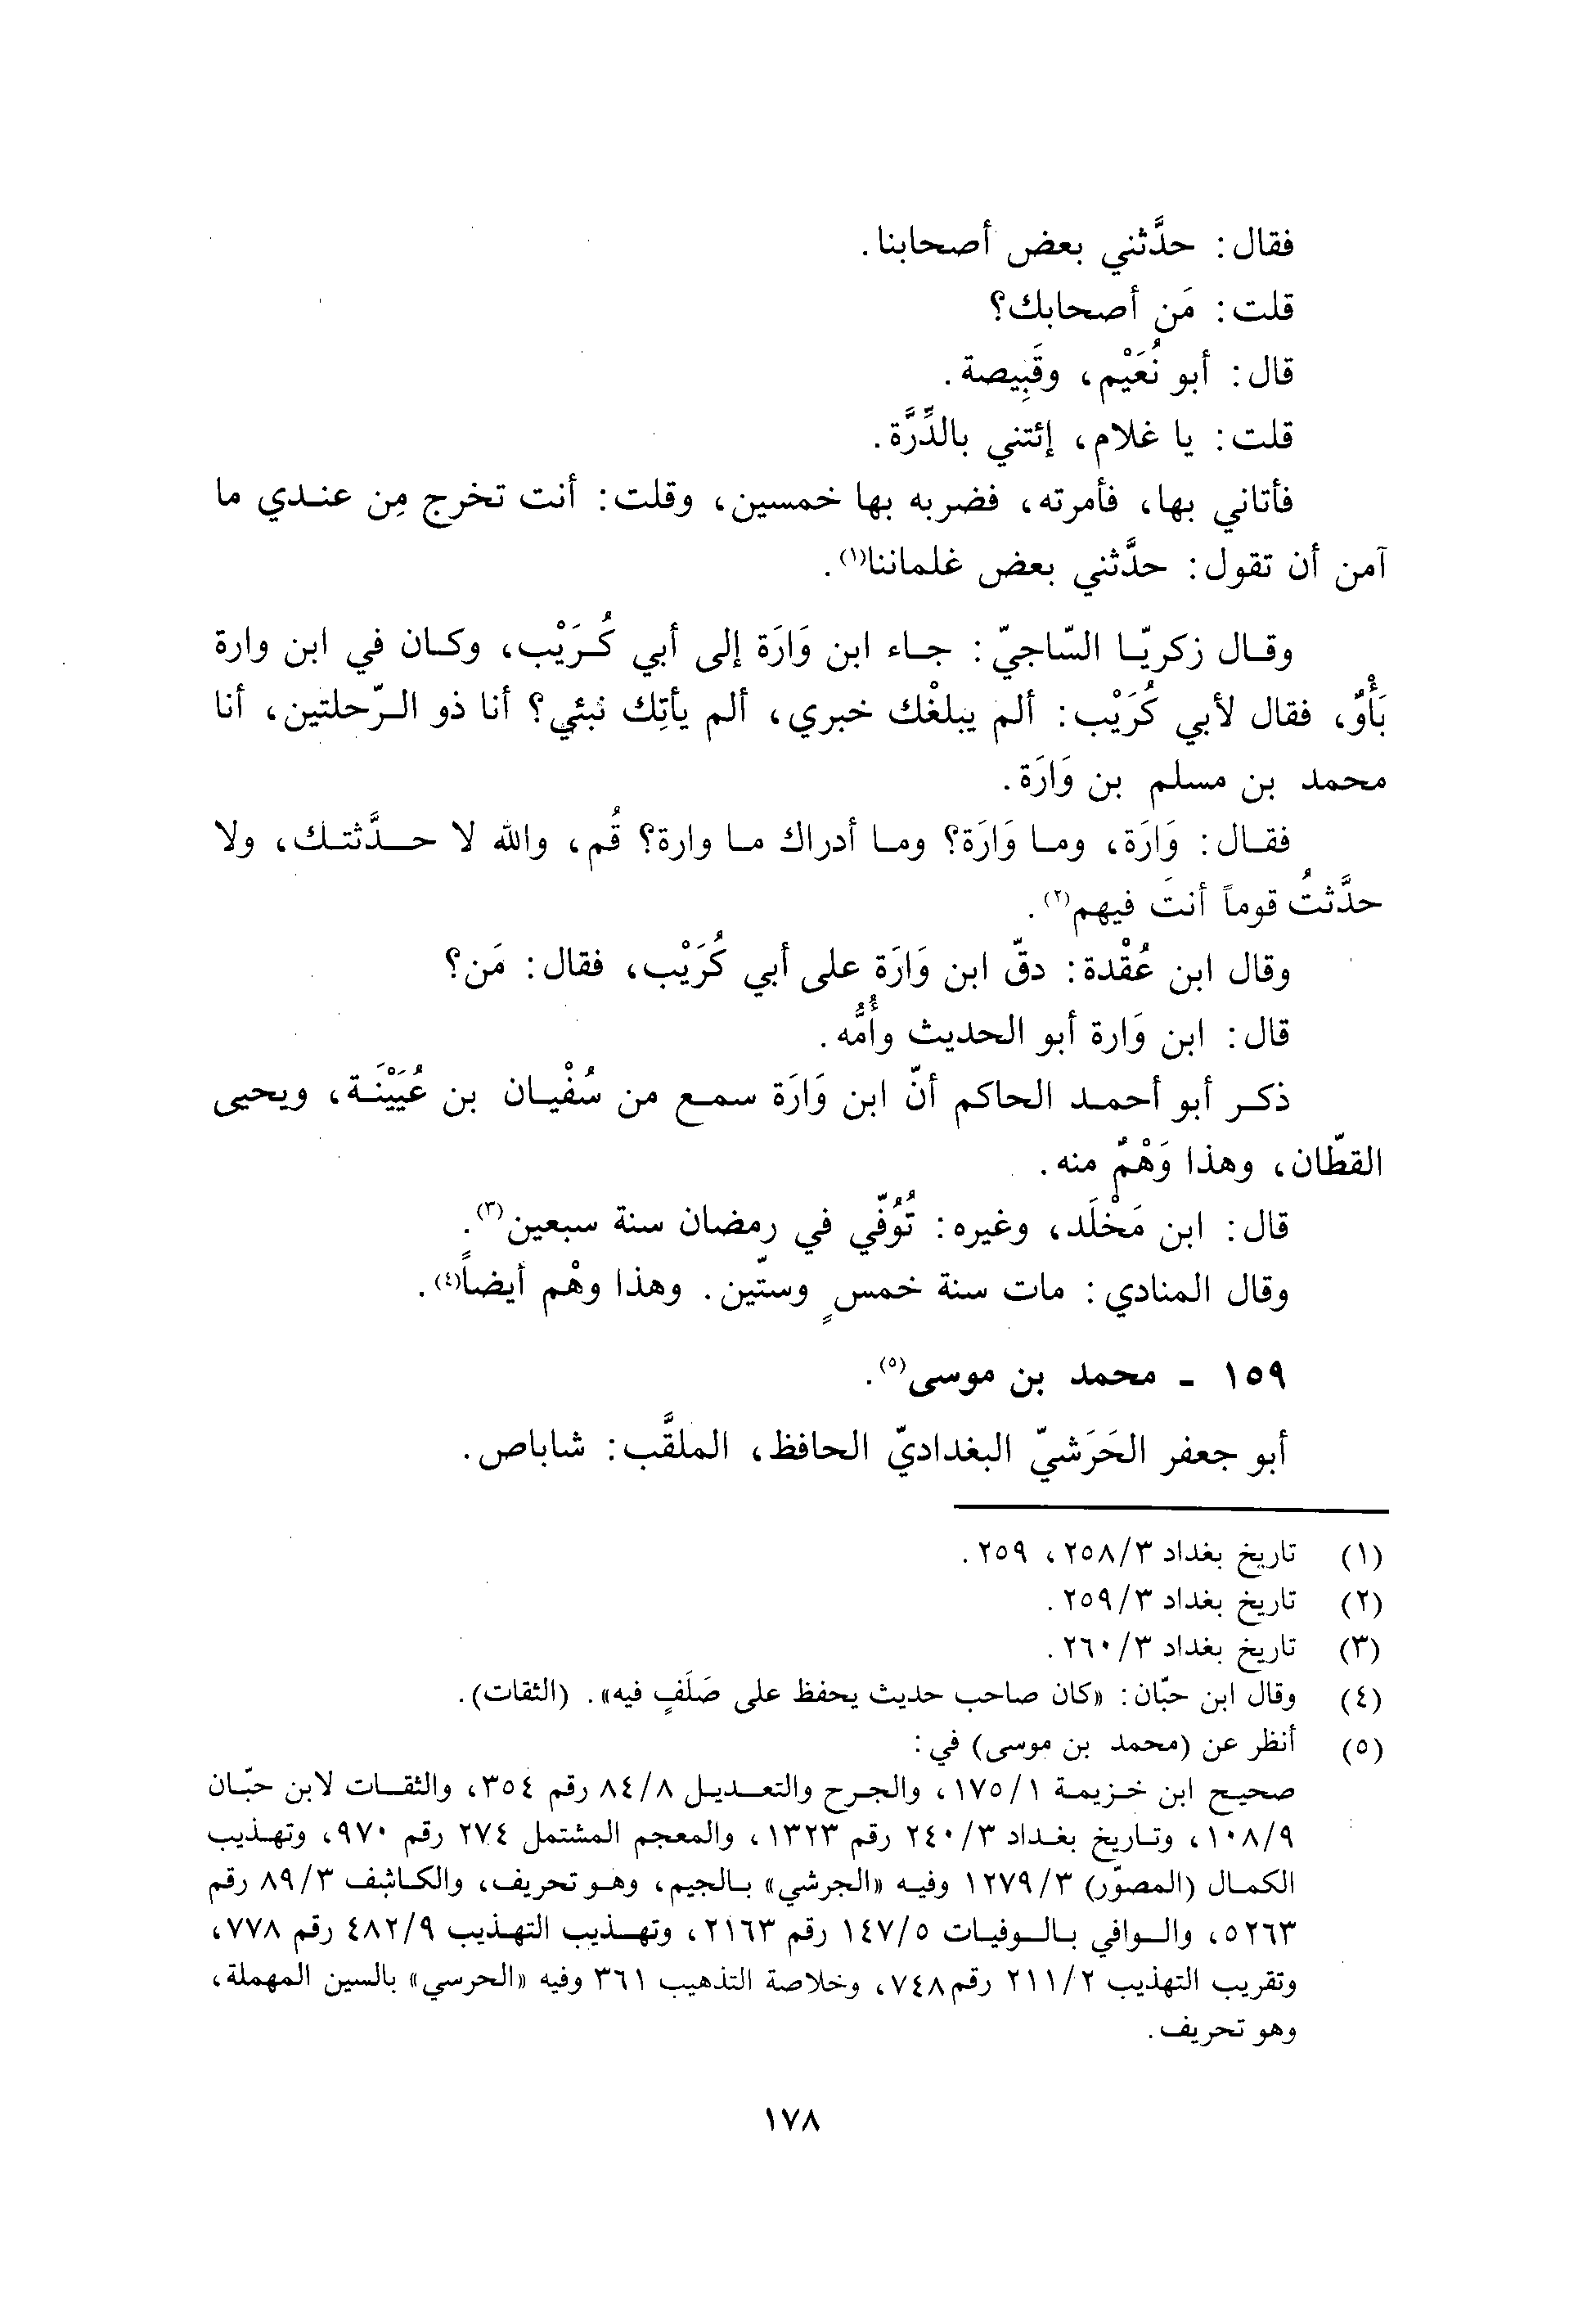 فقال: حدَّثني بعض أصحابنا.
قلت: مَن أصحابك؟
قال: أبو نُعَيْم، وقَبِيصة.
قلت: يا غلام، إئتني بالدِّرَّة.
فأتاني بها، فأمرته، فضربه بها خمسين، وقلت: أنت تخرج مِن عندي ما
آمن أن تقول: حدَّثني بعض غلماننا(١).
وقال زكريّا السّاجيّ: جاء ابن وَارَة إلى أبي كُرَيْب، وكان في ابن وارة
بَأْوٌ، فقال لأبي كُرَيْب: ألم يبلغْك خبري، ألم يأتِك نبئي؟ أنا ذو الرّحلتين، أنا
محمد بن مسلم بن وَارَة.
فقال: وَارَة، وما وَارَة؟ وما أدراك ما وارة؟ قُم، والله لا حدَّثتك، ولا
حدَّثتُ قوماً أنتَ فيهم(٢).
وقال ابن عُقْدة: دقّ ابن وَارَة على أبي كُرَيْب، فقال: مَن؟
قال: ابن وَارة أبو الحديث وأُمُّه.
ذكر أبو أحمد الحاكم أنّ ابن وَارَة سمع من سُفْيان بن عُيَيْنَة، ويحيى
القطّان، وهذا وَهْمٌ منه.
قال: ابن مَخْلَد، وغيره: تُوُفّي في رمضان سنة سبعين(٣).
وقال المنادي: مات سنة خمسٍ وستّين. وهذا وهْم أيضاً(٤).
١٥٩ - محمد بن موسى(٥).
أبو جعفر الحَرَشيّ البغداديّ الحافظ، الملقَّب: شاباص.
(١) تاريخ بغداد ٢٥٨/٣، ٢٥٩.
(٢) تاريخ بغداد ٢٥٩/٣.
(٣) تاريخ بغداد ٢٦٠/٣.
(٤) وقال ابن حبّان: «كان صاحب حديث يحفظ على صَلَفٍ فيه». (الثقات).
(٥) أنظر عن (محمد بن موسى) في:
صحيح ابن خزيمة ١٧٥/١، والجرح والتعديل ٨٤/٨ رقم ٣٥٤، والثقات لابن حبّان
١٠٨/٩، وتاريخ بغداد ٢٤٠/٣ رقم ١٣٢٣، والمعجم المشتمل ٢٧٤ رقم ٩٧٠، وتهذيب
الكمال (المصوّر) ١٢٧٩/٣ وفيه «الجرشي» بالجيم، وهو تحريف، والكاشف ٨٩/٣ رقم
٥٢٦٣، والوافي بالوفيات ١٤٧/٥ رقم ٢١٦٣، وتهذيب التهذيب ٤٨٢/٩ رقم ٧٧٨،
وتقريب التهذيب ٢١١/٢ رقم ٧٤٨، وخلاصة التذهيب ٣٦١ وفيه «الحرسي» بالسين المهملة،
وهو تحريف.
١٧٨